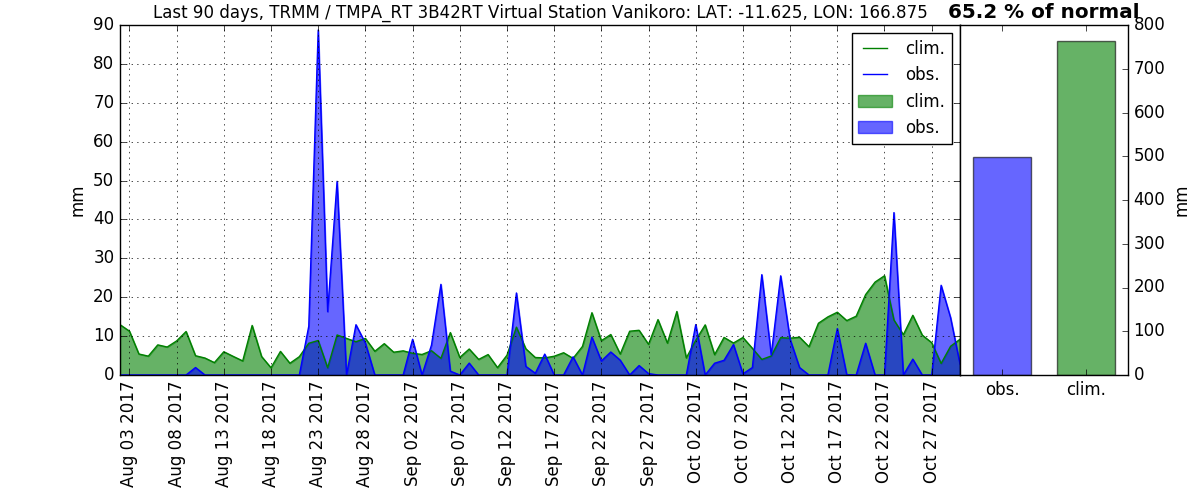 Last 90 days, TRMM / TMPA_RT 3B42RT Virtual Station Vanikoro: LAT: -11.625, LON: 166.875
65.2 % of normal
90
80
70
60
50
40
30
20
10
0
mm
clim.
obs.
clim.
obs.
Aug 03 2017
Aug 08 2017
Aug 13 2017
Aug 18 2017
Aug 23 2017
Aug 28 2017
Sep 02 2017
Sep 07 2017
Sep 12 2017
Sep 17 2017
Sep 22 2017
Sep 27 2017
Oct 02 2017
Oct 07 2017
Oct 12 2017
Oct 17 2017
Oct 22 2017
Oct 27 2017
800
700
600
500
400
300
200
100
0
mm
obs.
clim.